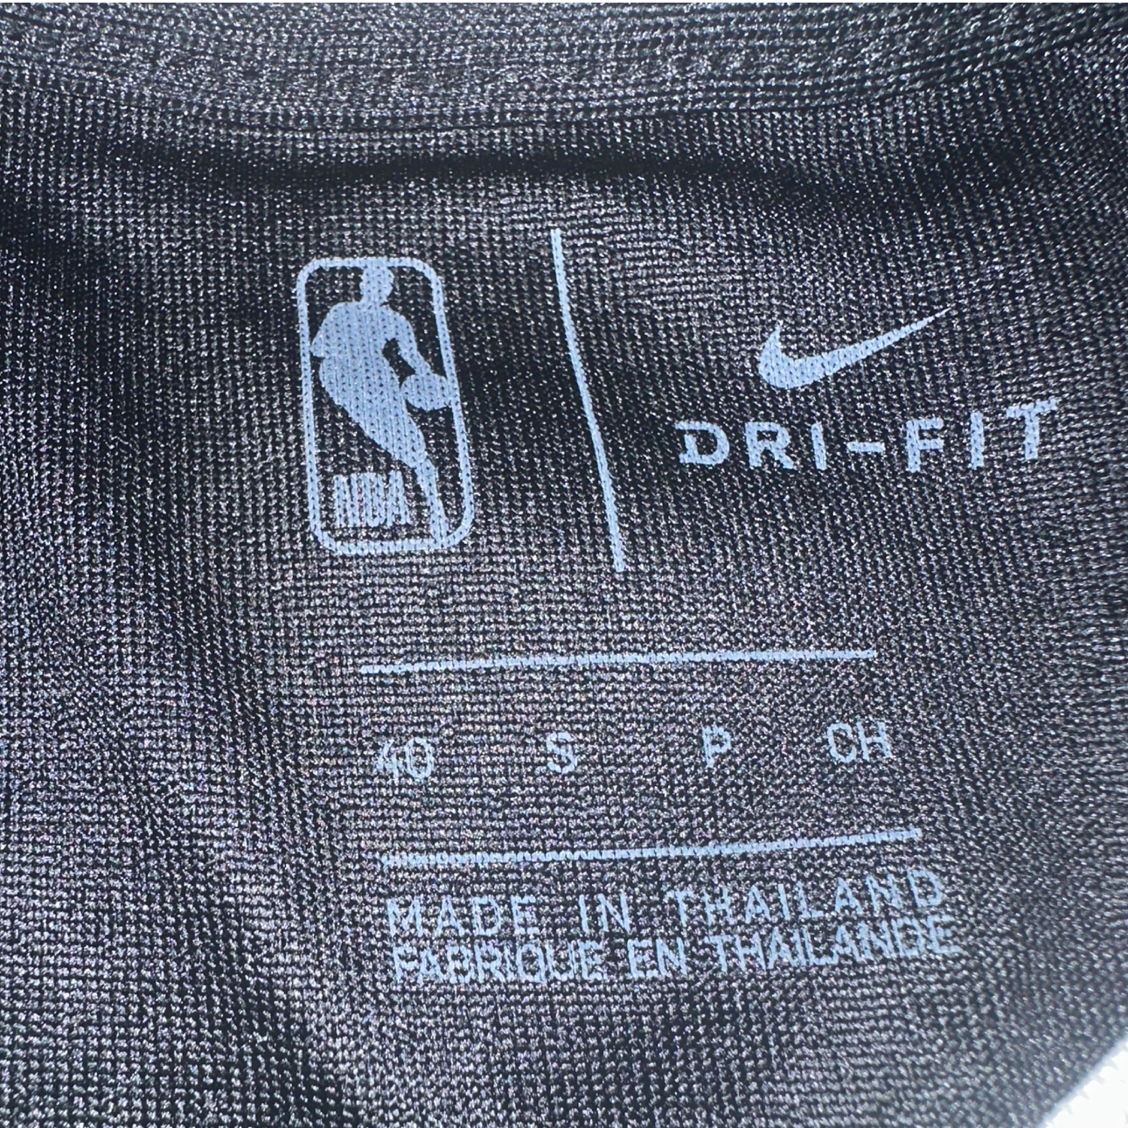 NBA
DRI-FIT
40 S P CH
MADE IN THAILAND
FABRIQUE EN THAILANDE